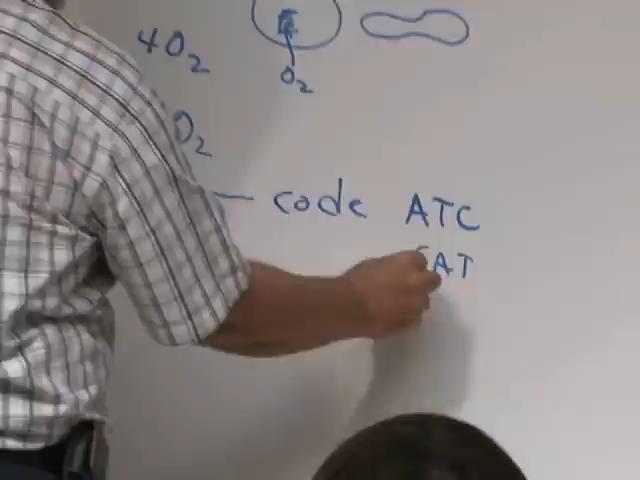 4O₂
O₂
O₂
— code ATC
AT